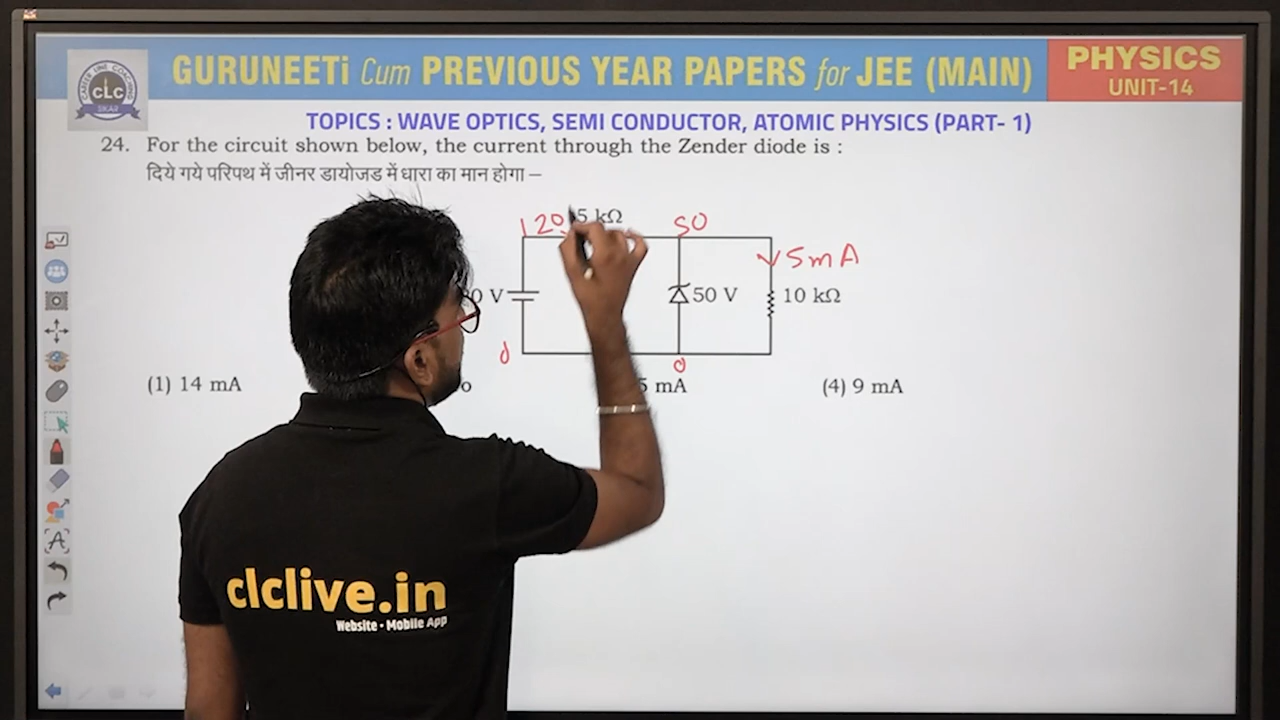 GURUNEETi Cum PREVIOUS YEAR PAPERS for JEE (MAIN)
PHYSICS
UNIT-14
CLC
SIKAR
TOPICS : WAVE OPTICS, SEMI CONDUCTOR, ATOMIC PHYSICS (PART- 1)
24. For the circuit shown below, the current through the Zender diode is :
दिये गये परिपथ में जीनर डायोजड में धारा का मान होगा –
120
5 kΩ
50
5mA
0 V
50 V
10 kΩ
0
0
(1) 14 mA
5 mA
(4) 9 mA
clclive.in
Website • Mobile App